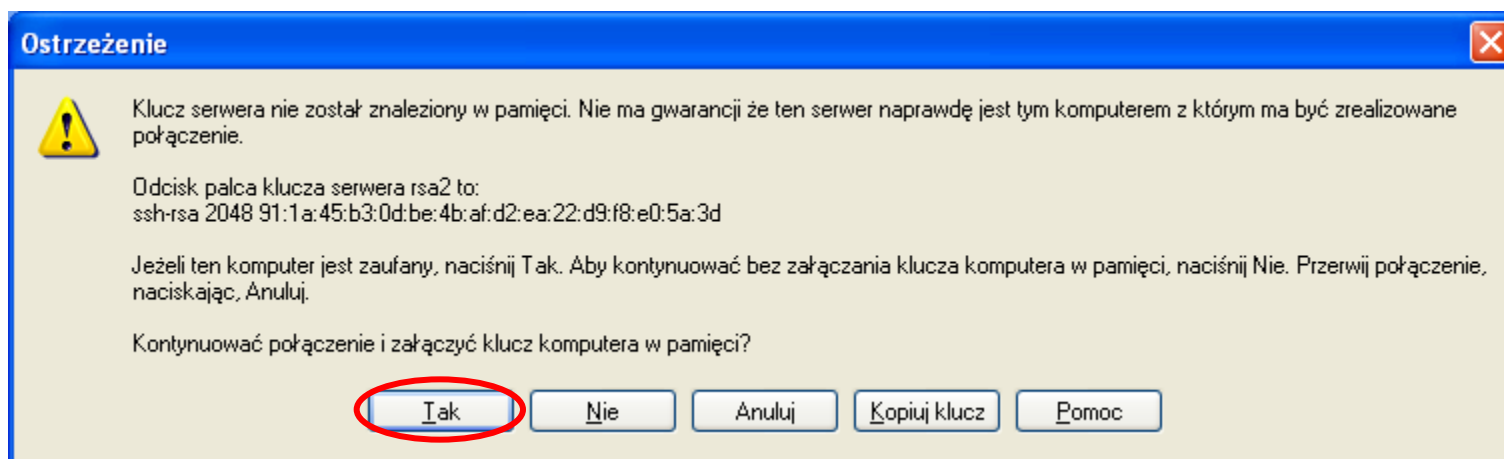 Ostrzeżenie
Klucz serwera nie został znaleziony w pamięci. Nie ma gwarancji że ten serwer naprawdę jest tym komputerem z którym ma być zrealizowane
połączenie.
Odcisk palca klucza serwera rsa2 to:
ssh-rsa 2048 91:1a:45:b3:0d:be:4b:af:d2:ea:22:d9:f8:e0:5a:3d
Jeżeli ten komputer jest zaufany, naciśnij Tak. Aby kontynuować bez załączania klucza komputera w pamięci, naciśnij Nie. Przerwij połączenie,
naciskając, Anuluj.
Kontynuować połączenie i załączyć klucz komputera w pamięci?
Tak Nie Anuluj Kopiuj klucz Pomoc